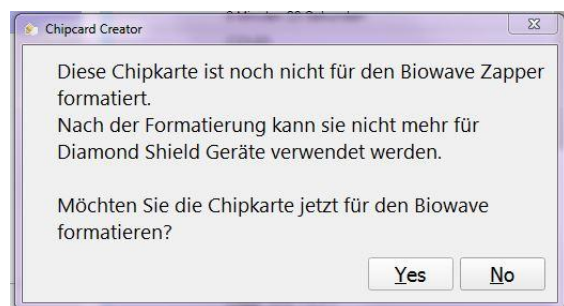 Chipcard Creator
Diese Chipkarte ist noch nicht für den Biowave Zapper
formatiert.
Nach der Formatierung kann sie nicht mehr für
Diamond Shield Geräte verwendet werden.
Möchten Sie die Chipkarte jetzt für den Biowave
formatieren?
Yes No